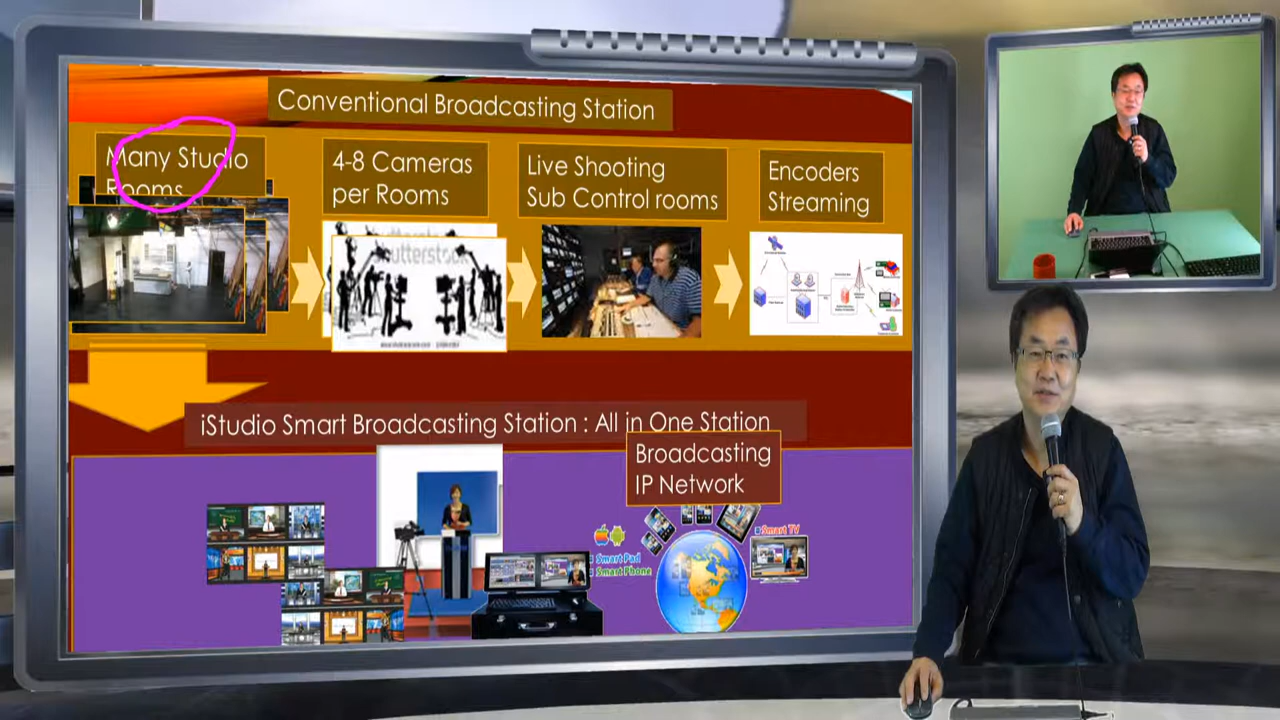 Conventional Broadcasting Station
Many Studio
Rooms
4-8 Cameras
per Rooms
Live Shooting
Sub Control rooms
Encoders
Streaming
shutterstock
iStudio Smart Broadcasting Station : All in One Station
Broadcasting
IP Network
Smart TV
Smart Pad
Smart Phone